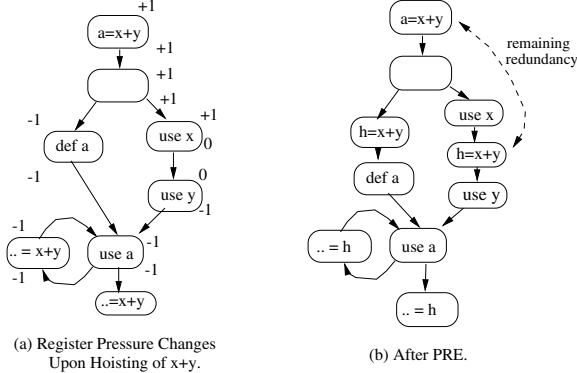 +1
a=x+y
+1
+1
+1
-1
+1
use x
0
def a
-1
0
use y
-1
-1
.. = x+y
-1
use a
-1
-1
..=x+y
(a) Register Pressure Changes
Upon Hoisting of x+y.
a=x+y
remaining
redundancy
use x
h=x+y
h=x+y
def a
use y
.. = h
use a
.. = h
(b) After PRE.